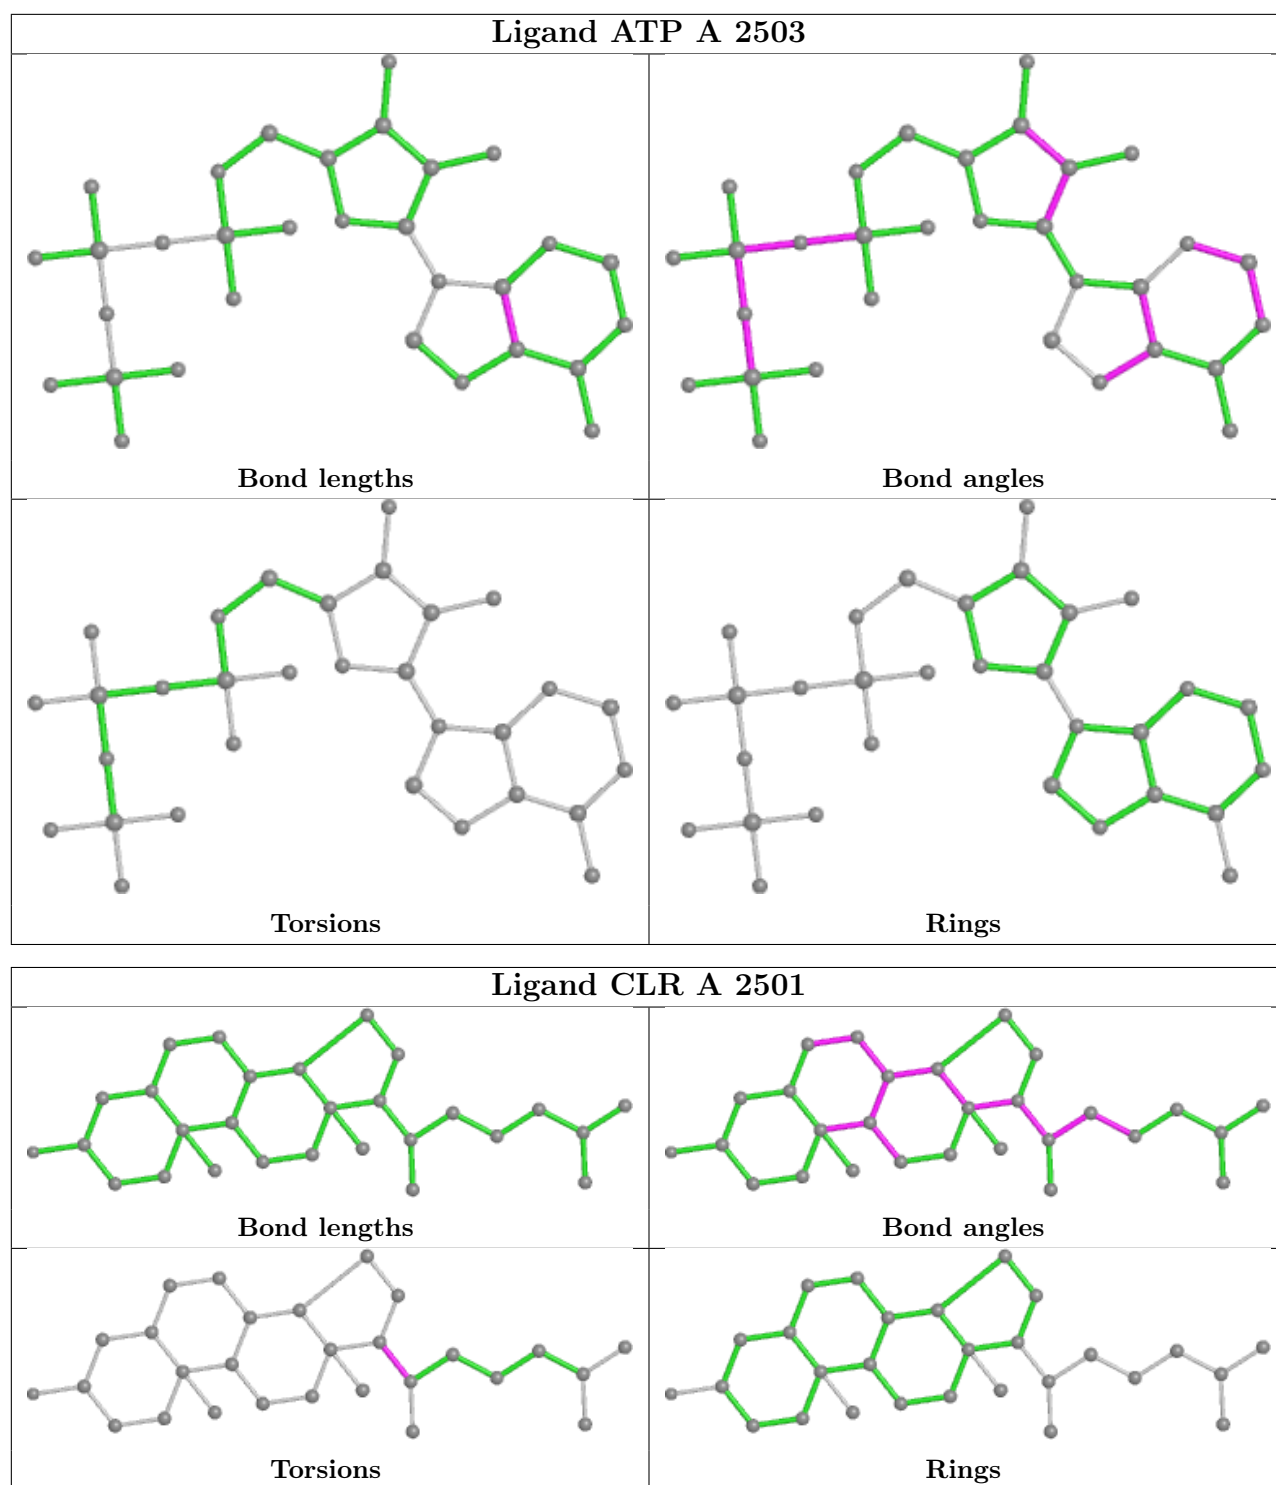 Ligand ATP A 2503
Bond lengths
Bond angles
Torsions
Rings
Ligand CLR A 2501
Bond lengths
Bond angles
Torsions
Rings